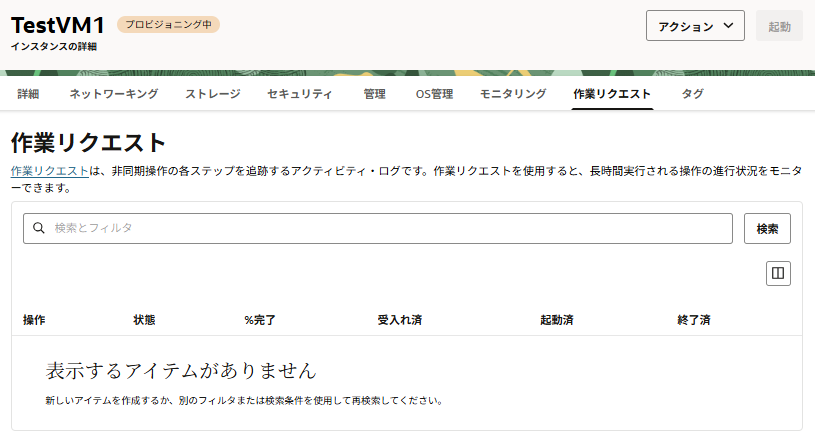 TestVM1 プロビジョニング中 アクション 起動
インスタンスの詳細
詳細 ネットワーキング ストレージ セキュリティ 管理 OS管理 モニタリング 作業リクエスト タグ
作業リクエスト
作業リクエストは、非同期操作の各ステップを追跡するアクティビティ・ログです。作業リクエストを使用すると、長時間実行される操作の進行状況をモニタ
ーできます。
検索とフィルタ 検索
操作 状態 %完了 受入れ済 起動済 終了済
表示するアイテムがありません
新しいアイテムを作成するか、別のフィルタまたは検索条件を使用して再検索してください。